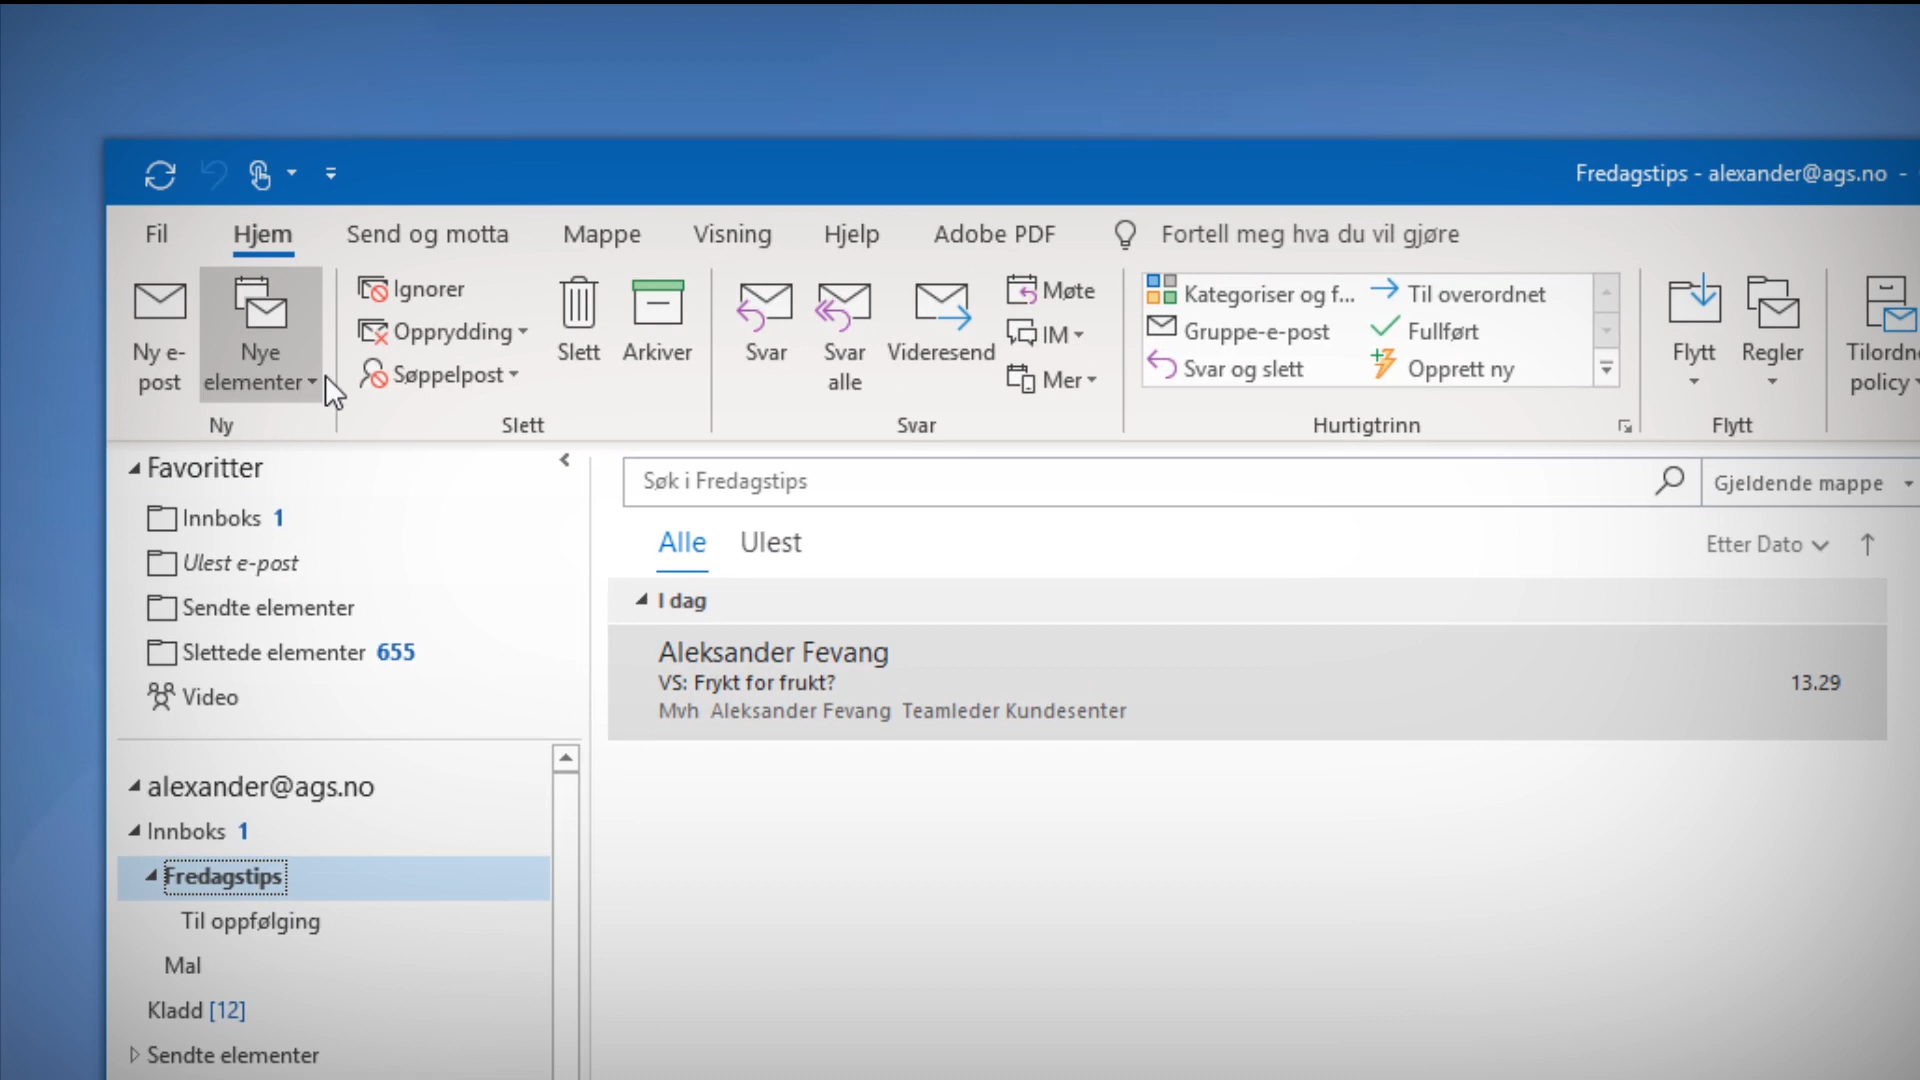 Fredagstips - alexander@ags.no -
Fil Hjem Send og motta Mappe Visning Hjelp Adobe PDF Fortell meg hva du vil gjøre
Ny e-
post
Nye
elementer
Ny
Ignorer
Opprydding
Søppelpost
Slett
Arkiver
Slett
Svar
Svar
alle
Videresend
Møte
IM
Mer
Svar
Kategoriser og f...
Gruppe-e-post
Svar og slett
Til overordnet
Fullført
Opprett ny
Hurtigtrinn
Flytt
Regler
Flytt
policy
Favoritter
Innboks 1
Ulest e-post
Sendte elementer
Slettede elementer 655
Video
alexander@ags.no
Innboks 1
Fredagstips
Til oppfølging
Mal
Kladd [12]
Sendte elementer
Søk i Fredagstips
Gjeldende mappe
Alle Ulest
Etter Dato
I dag
Aleksander Fevang
VS: Frykt for frukt?
13.29
Mvh Aleksander Fevang Teamleder Kundesenter